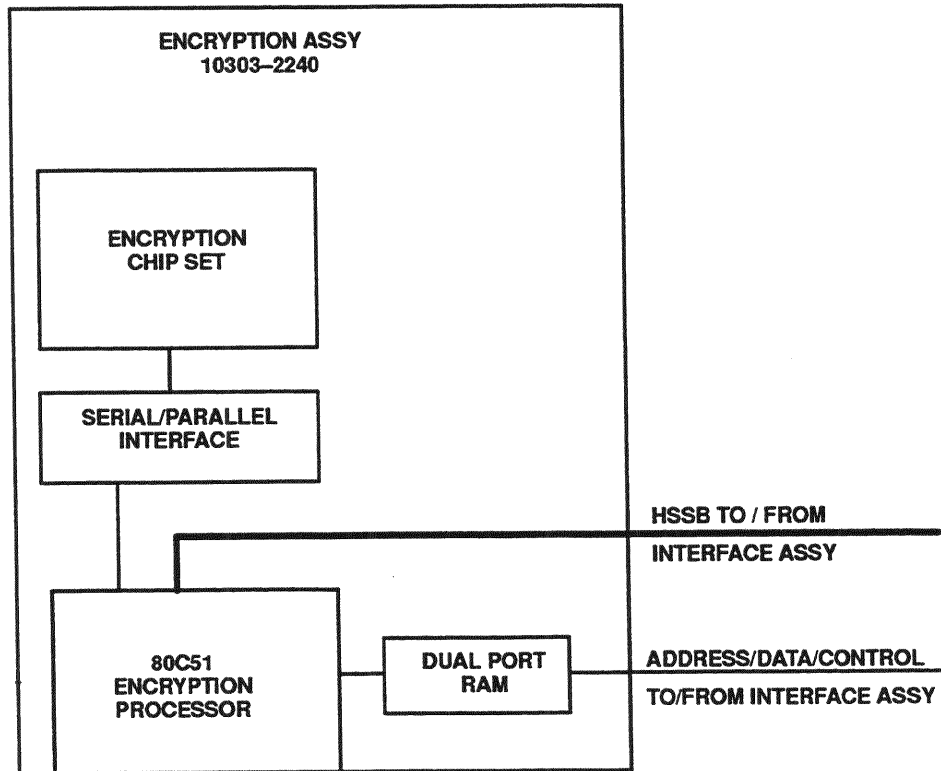 ENCRYPTION ASSY
10303–2240
ENCRYPTION
CHIP SET
SERIAL/PARALLEL
INTERFACE
HSSB TO / FROM
INTERFACE ASSY
80C51
ENCRYPTION
PROCESSOR
DUAL PORT
RAM
ADDRESS/DATA/CONTROL
TO/FROM INTERFACE ASSY